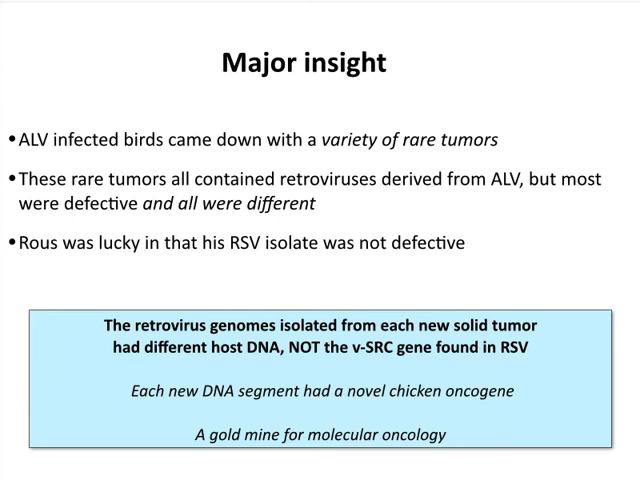 Major insight
•ALV infected birds came down with a variety of rare tumors
•These rare tumors all contained retroviruses derived from ALV, but most
were defective and all were different
•Rous was lucky in that his RSV isolate was not defective
The retrovirus genomes isolated from each new solid tumor
had different host DNA, NOT the v-SRC gene found in RSV
Each new DNA segment had a novel chicken oncogene
A gold mine for molecular oncology